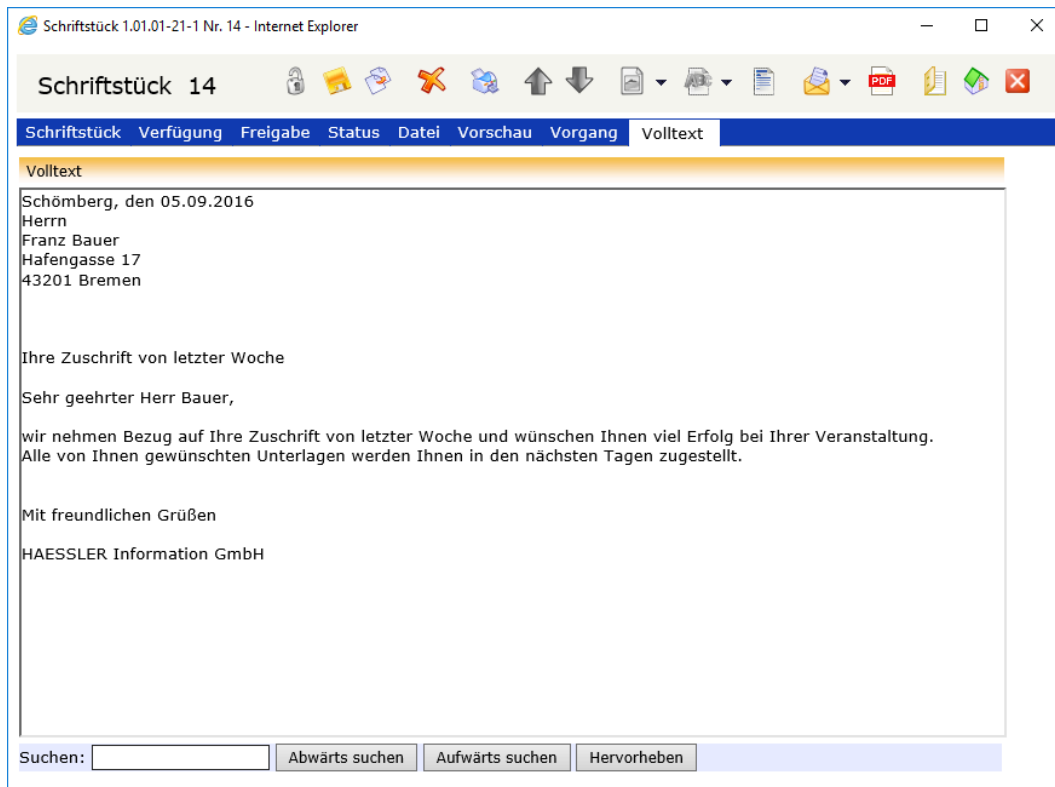 Schriftstück 1.01.01-21-1 Nr. 14 - Internet Explorer
Schriftstück 14
PDF
Schriftstück Verfügung Freigabe Status Datei Vorschau Vorgang Volltext
Volltext
Schömberg, den 05.09.2016
Herrn
Franz Bauer
Hafengasse 17
43201 Bremen
Ihre Zuschrift von letzter Woche
Sehr geehrter Herr Bauer,
wir nehmen Bezug auf Ihre Zuschrift von letzter Woche und wünschen Ihnen viel Erfolg bei Ihrer Veranstaltung.
Alle von Ihnen gewünschten Unterlagen werden Ihnen in den nächsten Tagen zugestellt.
Mit freundlichen Grüßen
HAESSLER Information GmbH
Suchen: Abwärts suchen Aufwärts suchen Hervorheben